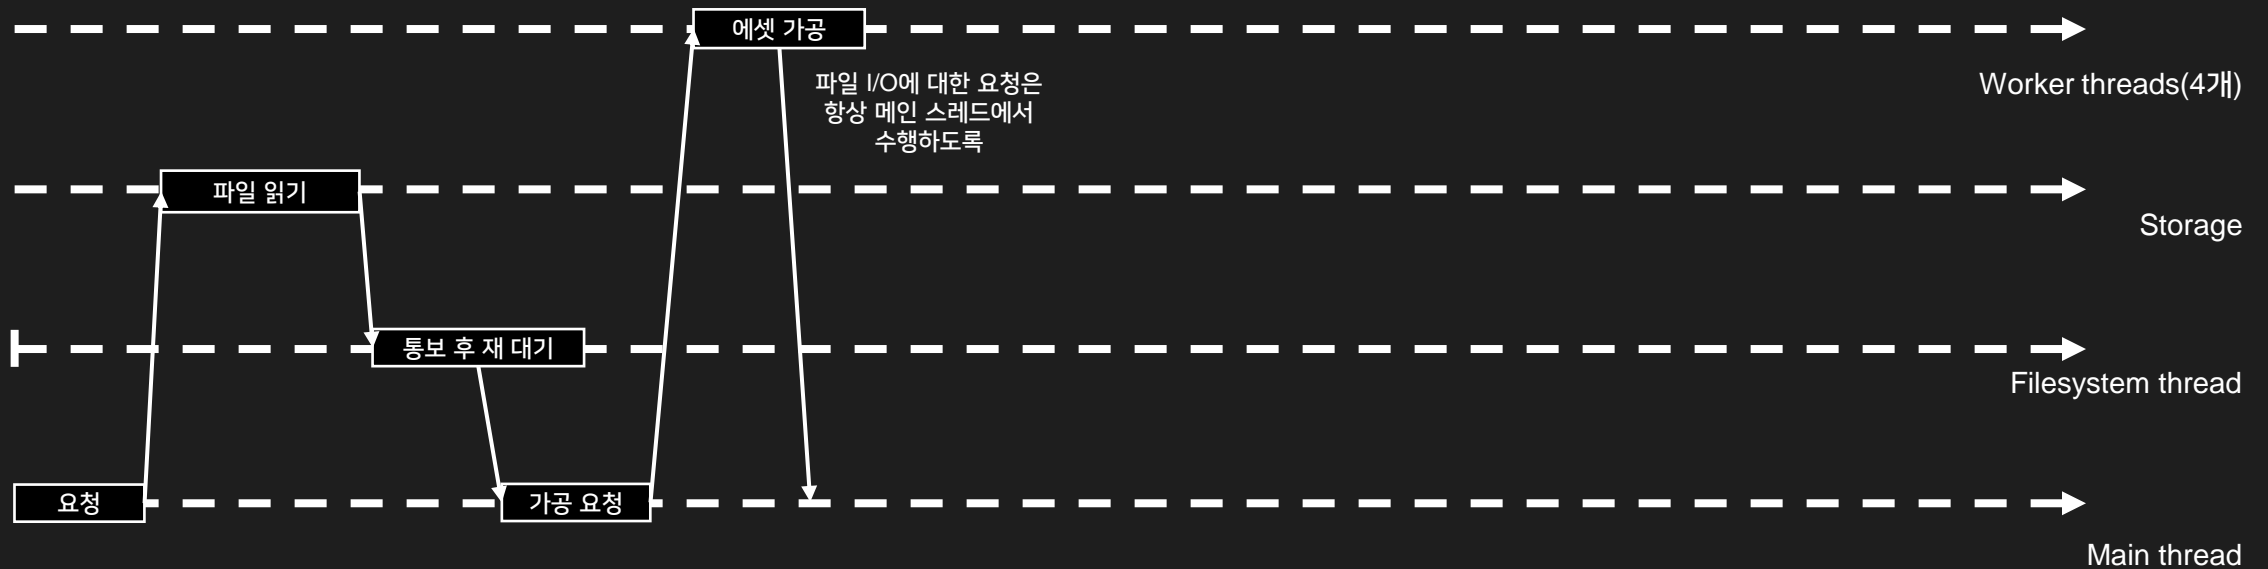 에셋 가공
파일 I/O에 대한 요청은
항상 메인 스레드에서
수행하도록
Worker threads(4개)
파일 읽기
Storage
통보 후 재 대기
Filesystem thread
요청
가공 요청
Main thread